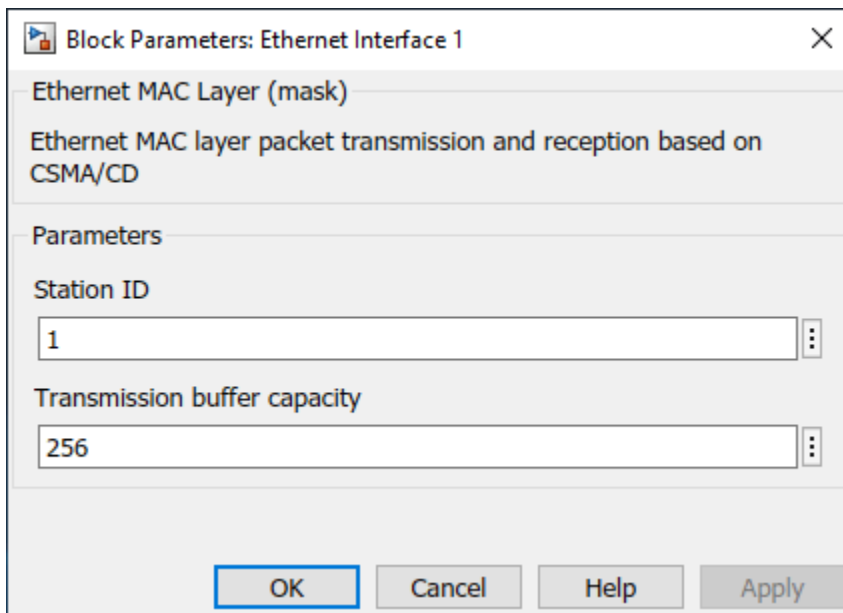 Block Parameters: Ethernet Interface 1
Ethernet MAC Layer (mask)
Ethernet MAC layer packet transmission and reception based on
CSMA/CD
Parameters
Station ID
1
Transmission buffer capacity
256
OK Cancel Help Apply